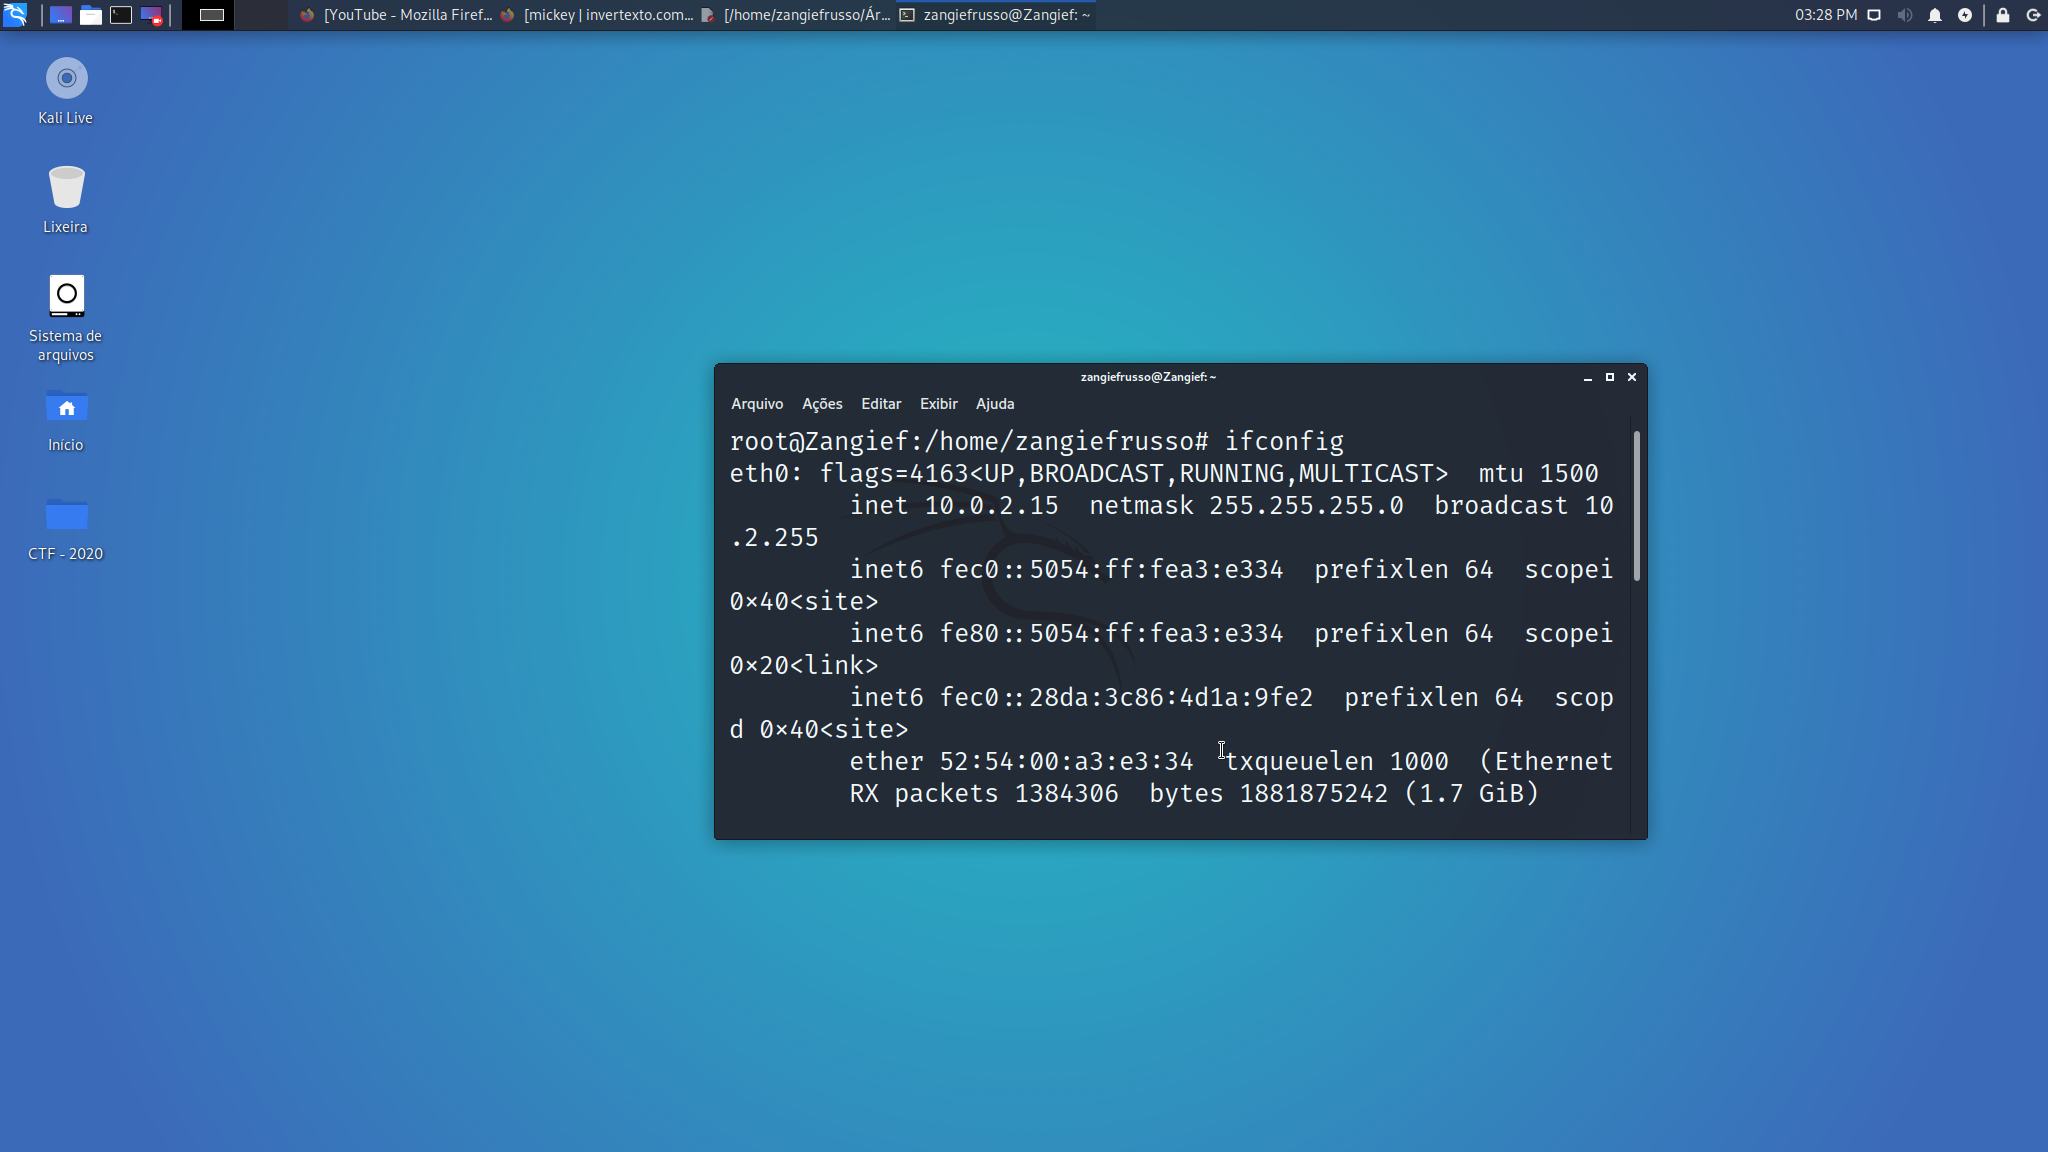 [YouTube - Mozilla Firef...
[mickey | invertexto.com...
[/home/zangiefrusso/Ár...
zangiefrusso@Zangief: ~
03:28 PM
Kali Live
Lixeira
Sistema de
arquivos
Início
CTF - 2020
zangiefrusso@Zangief: ~
Arquivo Ações Editar Exibir Ajuda
root@Zangief:/home/zangiefrusso# ifconfig
eth0: flags=4163<UP,BROADCAST,RUNNING,MULTICAST>  mtu 1500
inet 10.0.2.15  netmask 255.255.255.0  broadcast 10
.2.255
inet6 fec0::5054:ff:fea3:e334  prefixlen 64  scopei
0×40<site>
inet6 fe80::5054:ff:fea3:e334  prefixlen 64  scopei
0×20<link>
inet6 fec0::28da:3c86:4d1a:9fe2  prefixlen 64  scop
d 0×40<site>
ether 52:54:00:a3:e3:34  txqueuelen 1000  (Ethernet
RX packets 1384306  bytes 1881875242 (1.7 GiB)